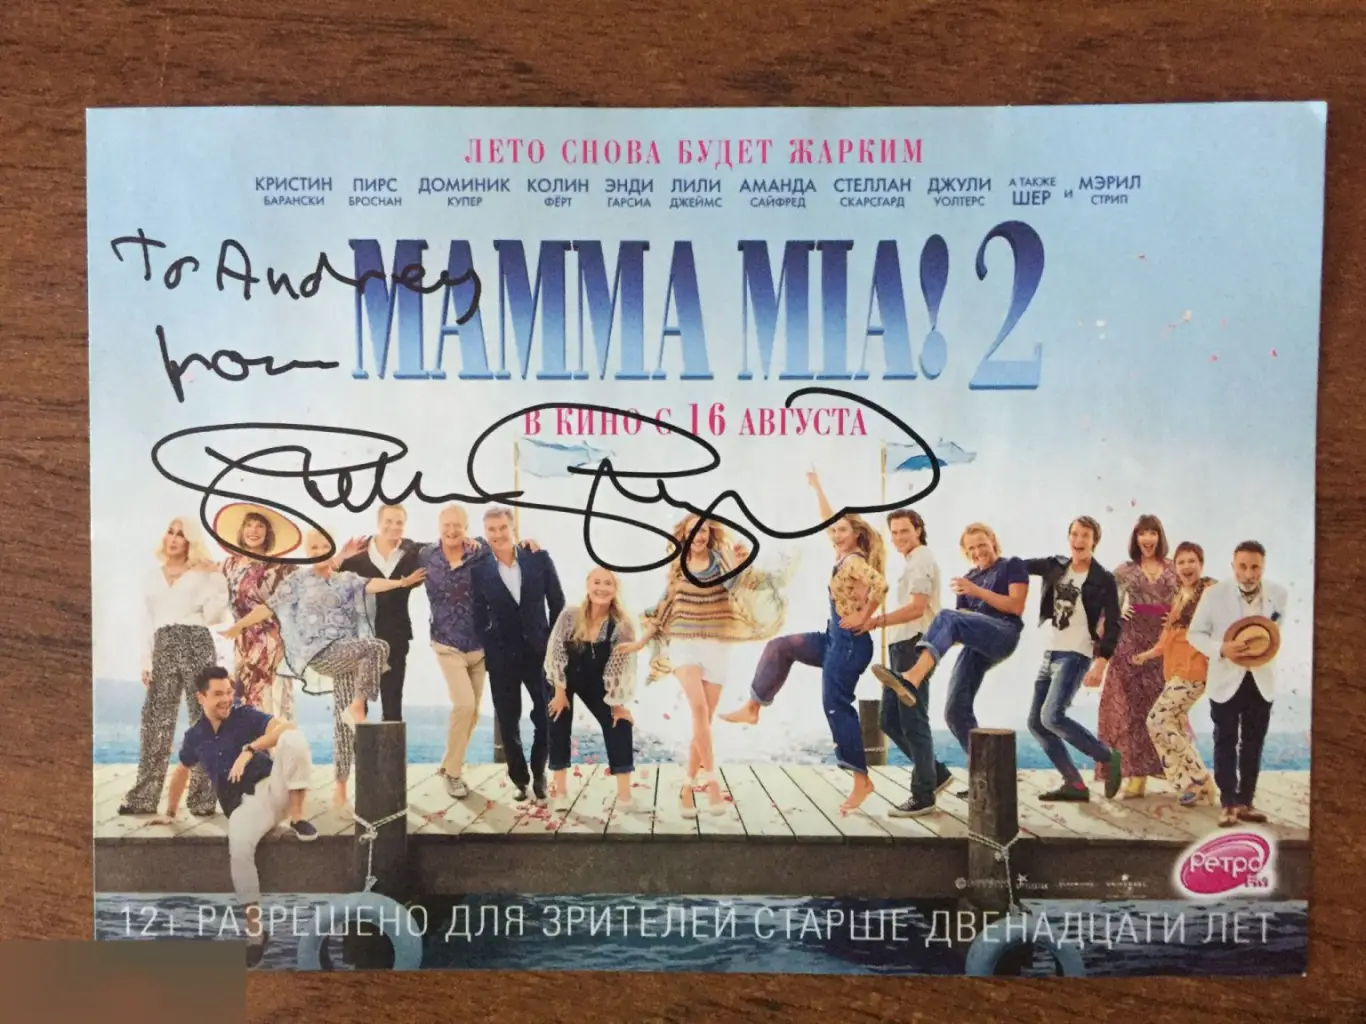 ЛЕТО СНОВА БУДЕТ ЖАРКИМ
КРИСТИН БАРАНСКИ ПИРС БРОСНАН ДОМИНИК КУПЕР КОЛИН ФЁРТ ЭНДИ ГАРСИА ЛИЛИ ДЖЕЙМС АМАНДА САЙФРЕД СТЕЛЛАН СКАРСГАРД ДЖУЛИ УОЛТЕРС А ТАКЖЕ ШЕР И МЭРИЛ СТРИП
To Andrey
from
MAMMA MIA! 2
В КИНО С 16 АВГУСТА
Ретро FM
12+ РАЗРЕШЕНО ДЛЯ ЗРИТЕЛЕЙ СТАРШЕ ДВЕНАДЦАТИ ЛЕТ